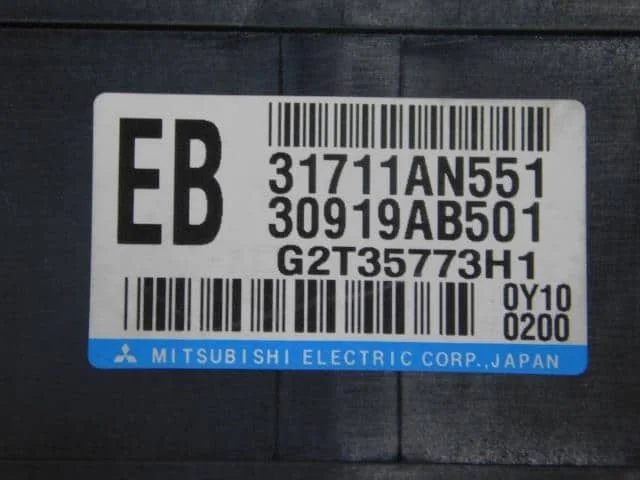 EB
31711AN551
30919AB501
G2T35773H1
0Y10
0200
MITSUBISHI ELECTRIC CORP.,JAPAN